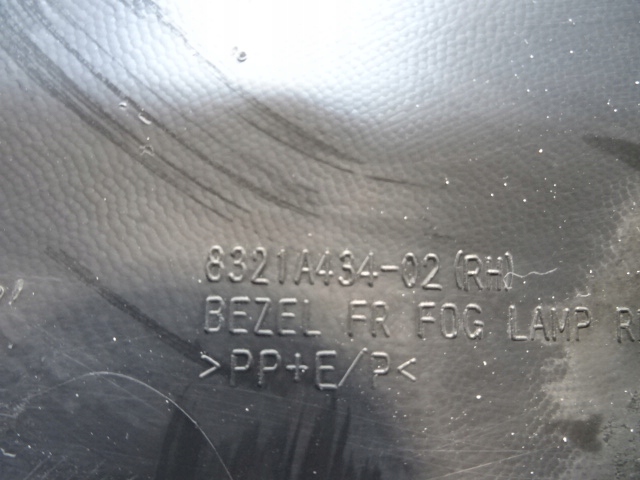 8321A434-02 (RH)
BEZEL FR FOG LAMP
>PP+E/P<